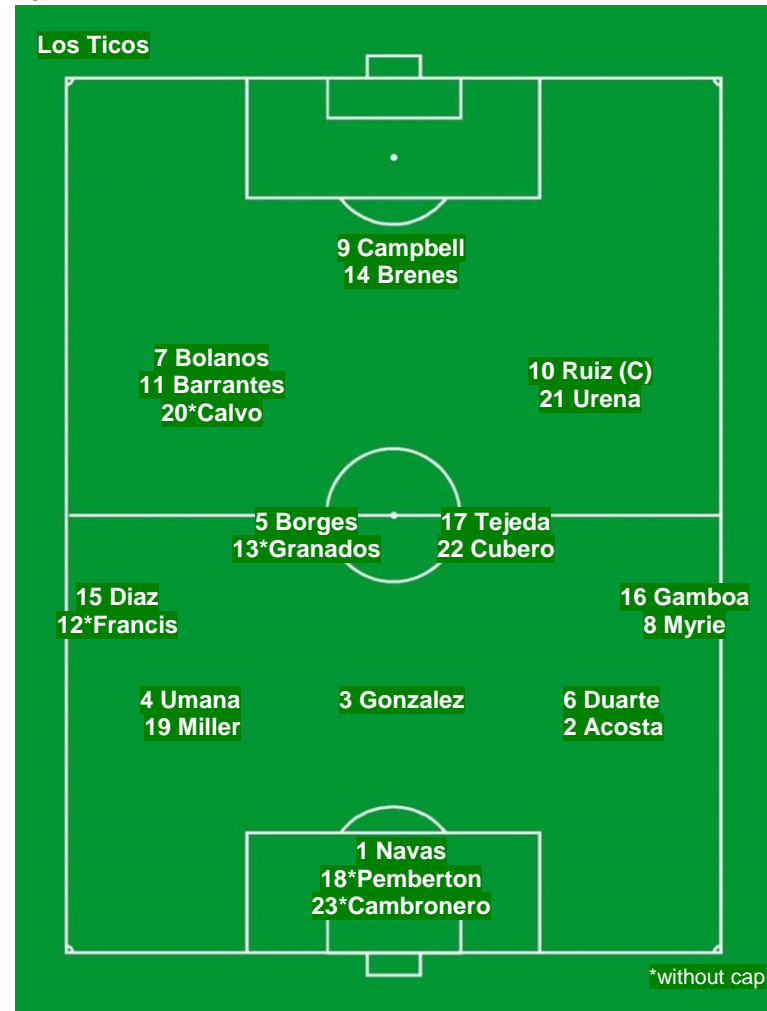 Los Ticos
9 Campbell
14 Brenes
7 Bolanos
11 Barrantes
20*Calvo
10 Ruiz (C)
21 Urena
5 Borges
13*Granados
17 Tejeda
22 Cubero
15 Diaz
12*Francis
16 Gamboa
8 Myrie
4 Umana
19 Miller
3 Gonzalez
6 Duarte
2 Acosta
1 Navas
18*Pemberton
23*Cambronero
*without cap